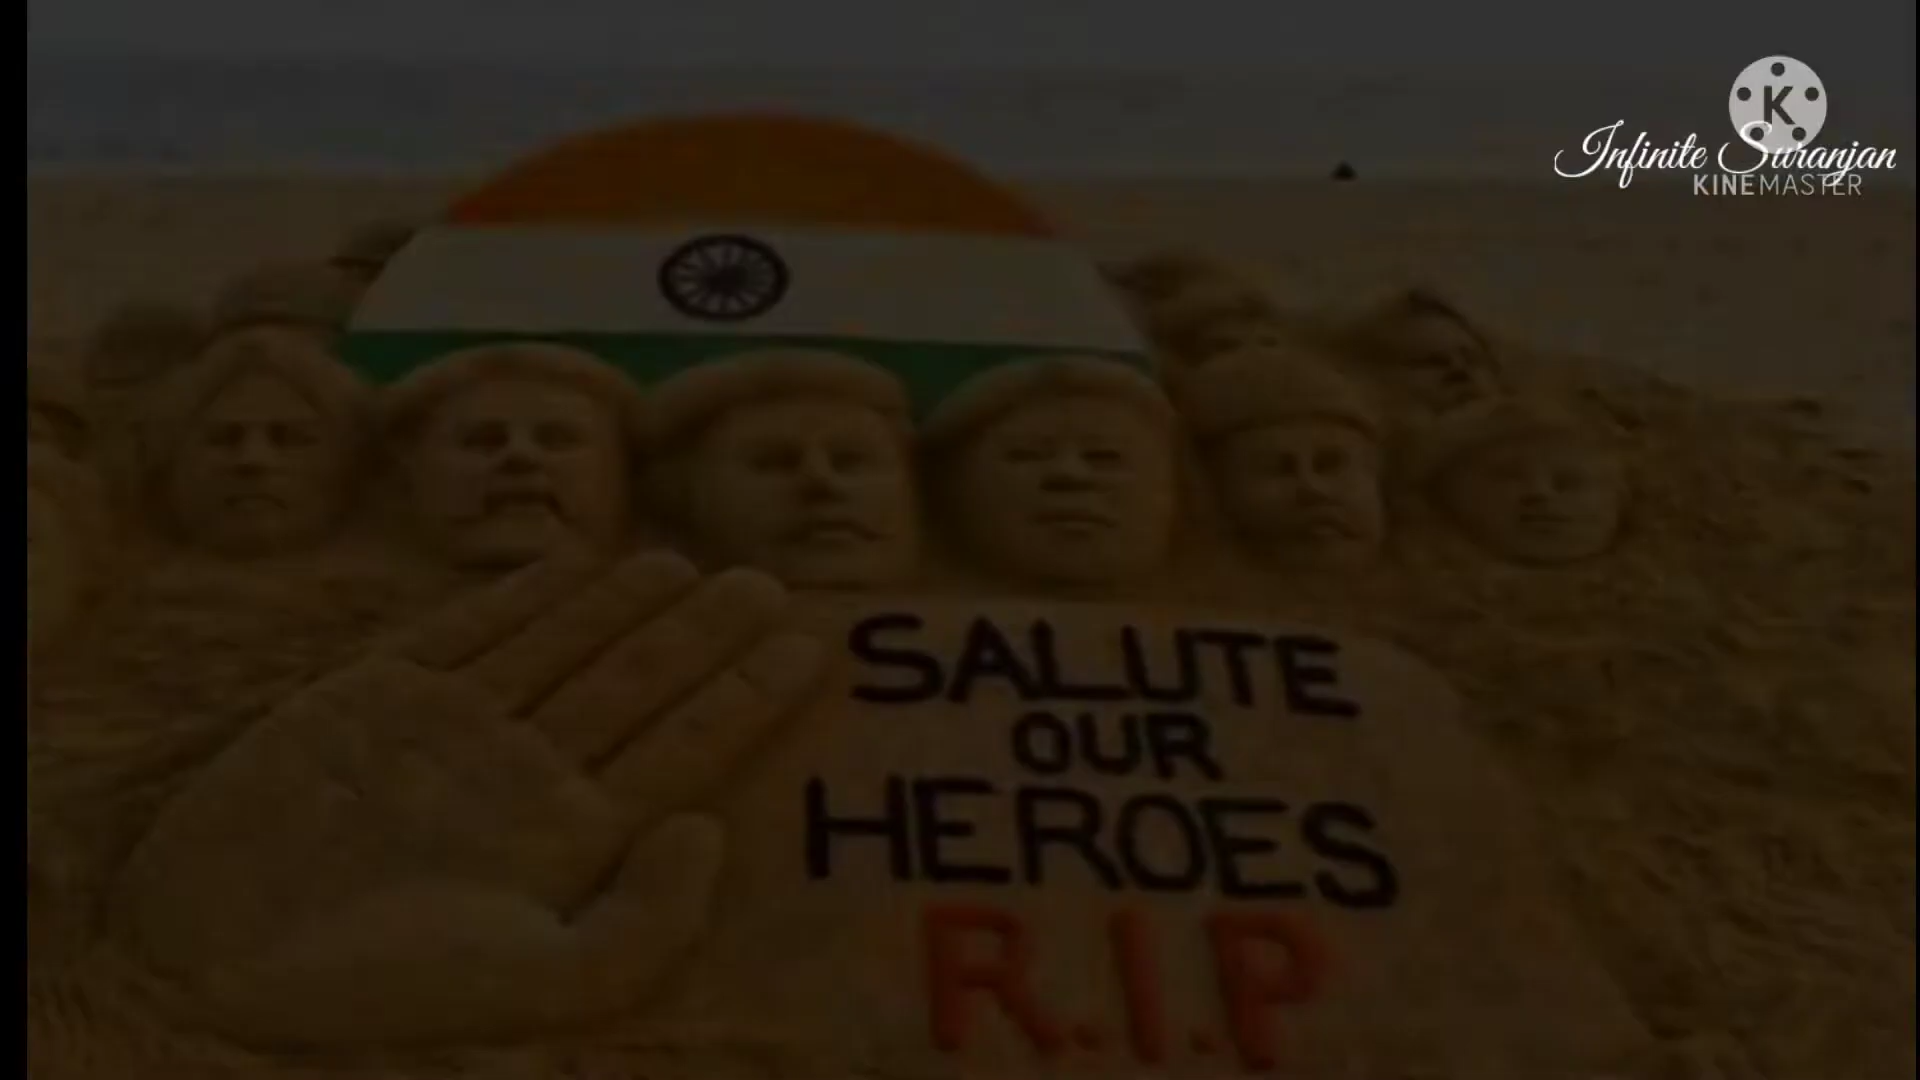 K
Infinite Suranjan
KINEMASTER
SALUTE
OUR
HEROES
R.I.P